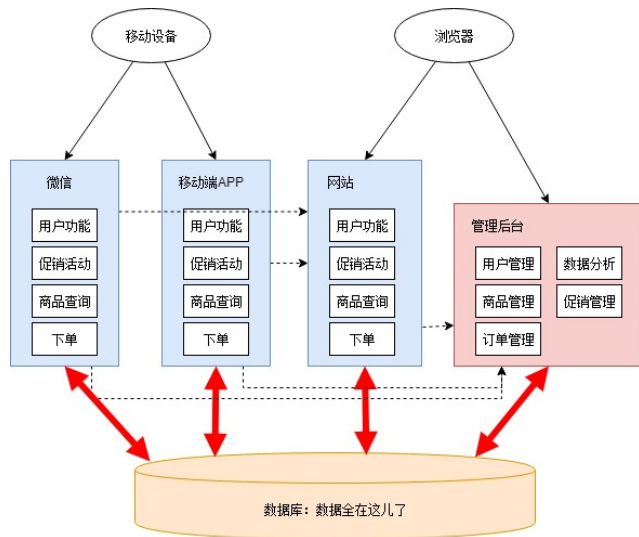 移动设备
浏览器
微信
用户功能
促销活动
商品查询
下单
移动端APP
用户功能
促销活动
商品查询
下单
网站
用户功能
促销活动
商品查询
下单
管理后台
用户管理
数据分析
商品管理
促销管理
订单管理
数据库：数据全在这儿了